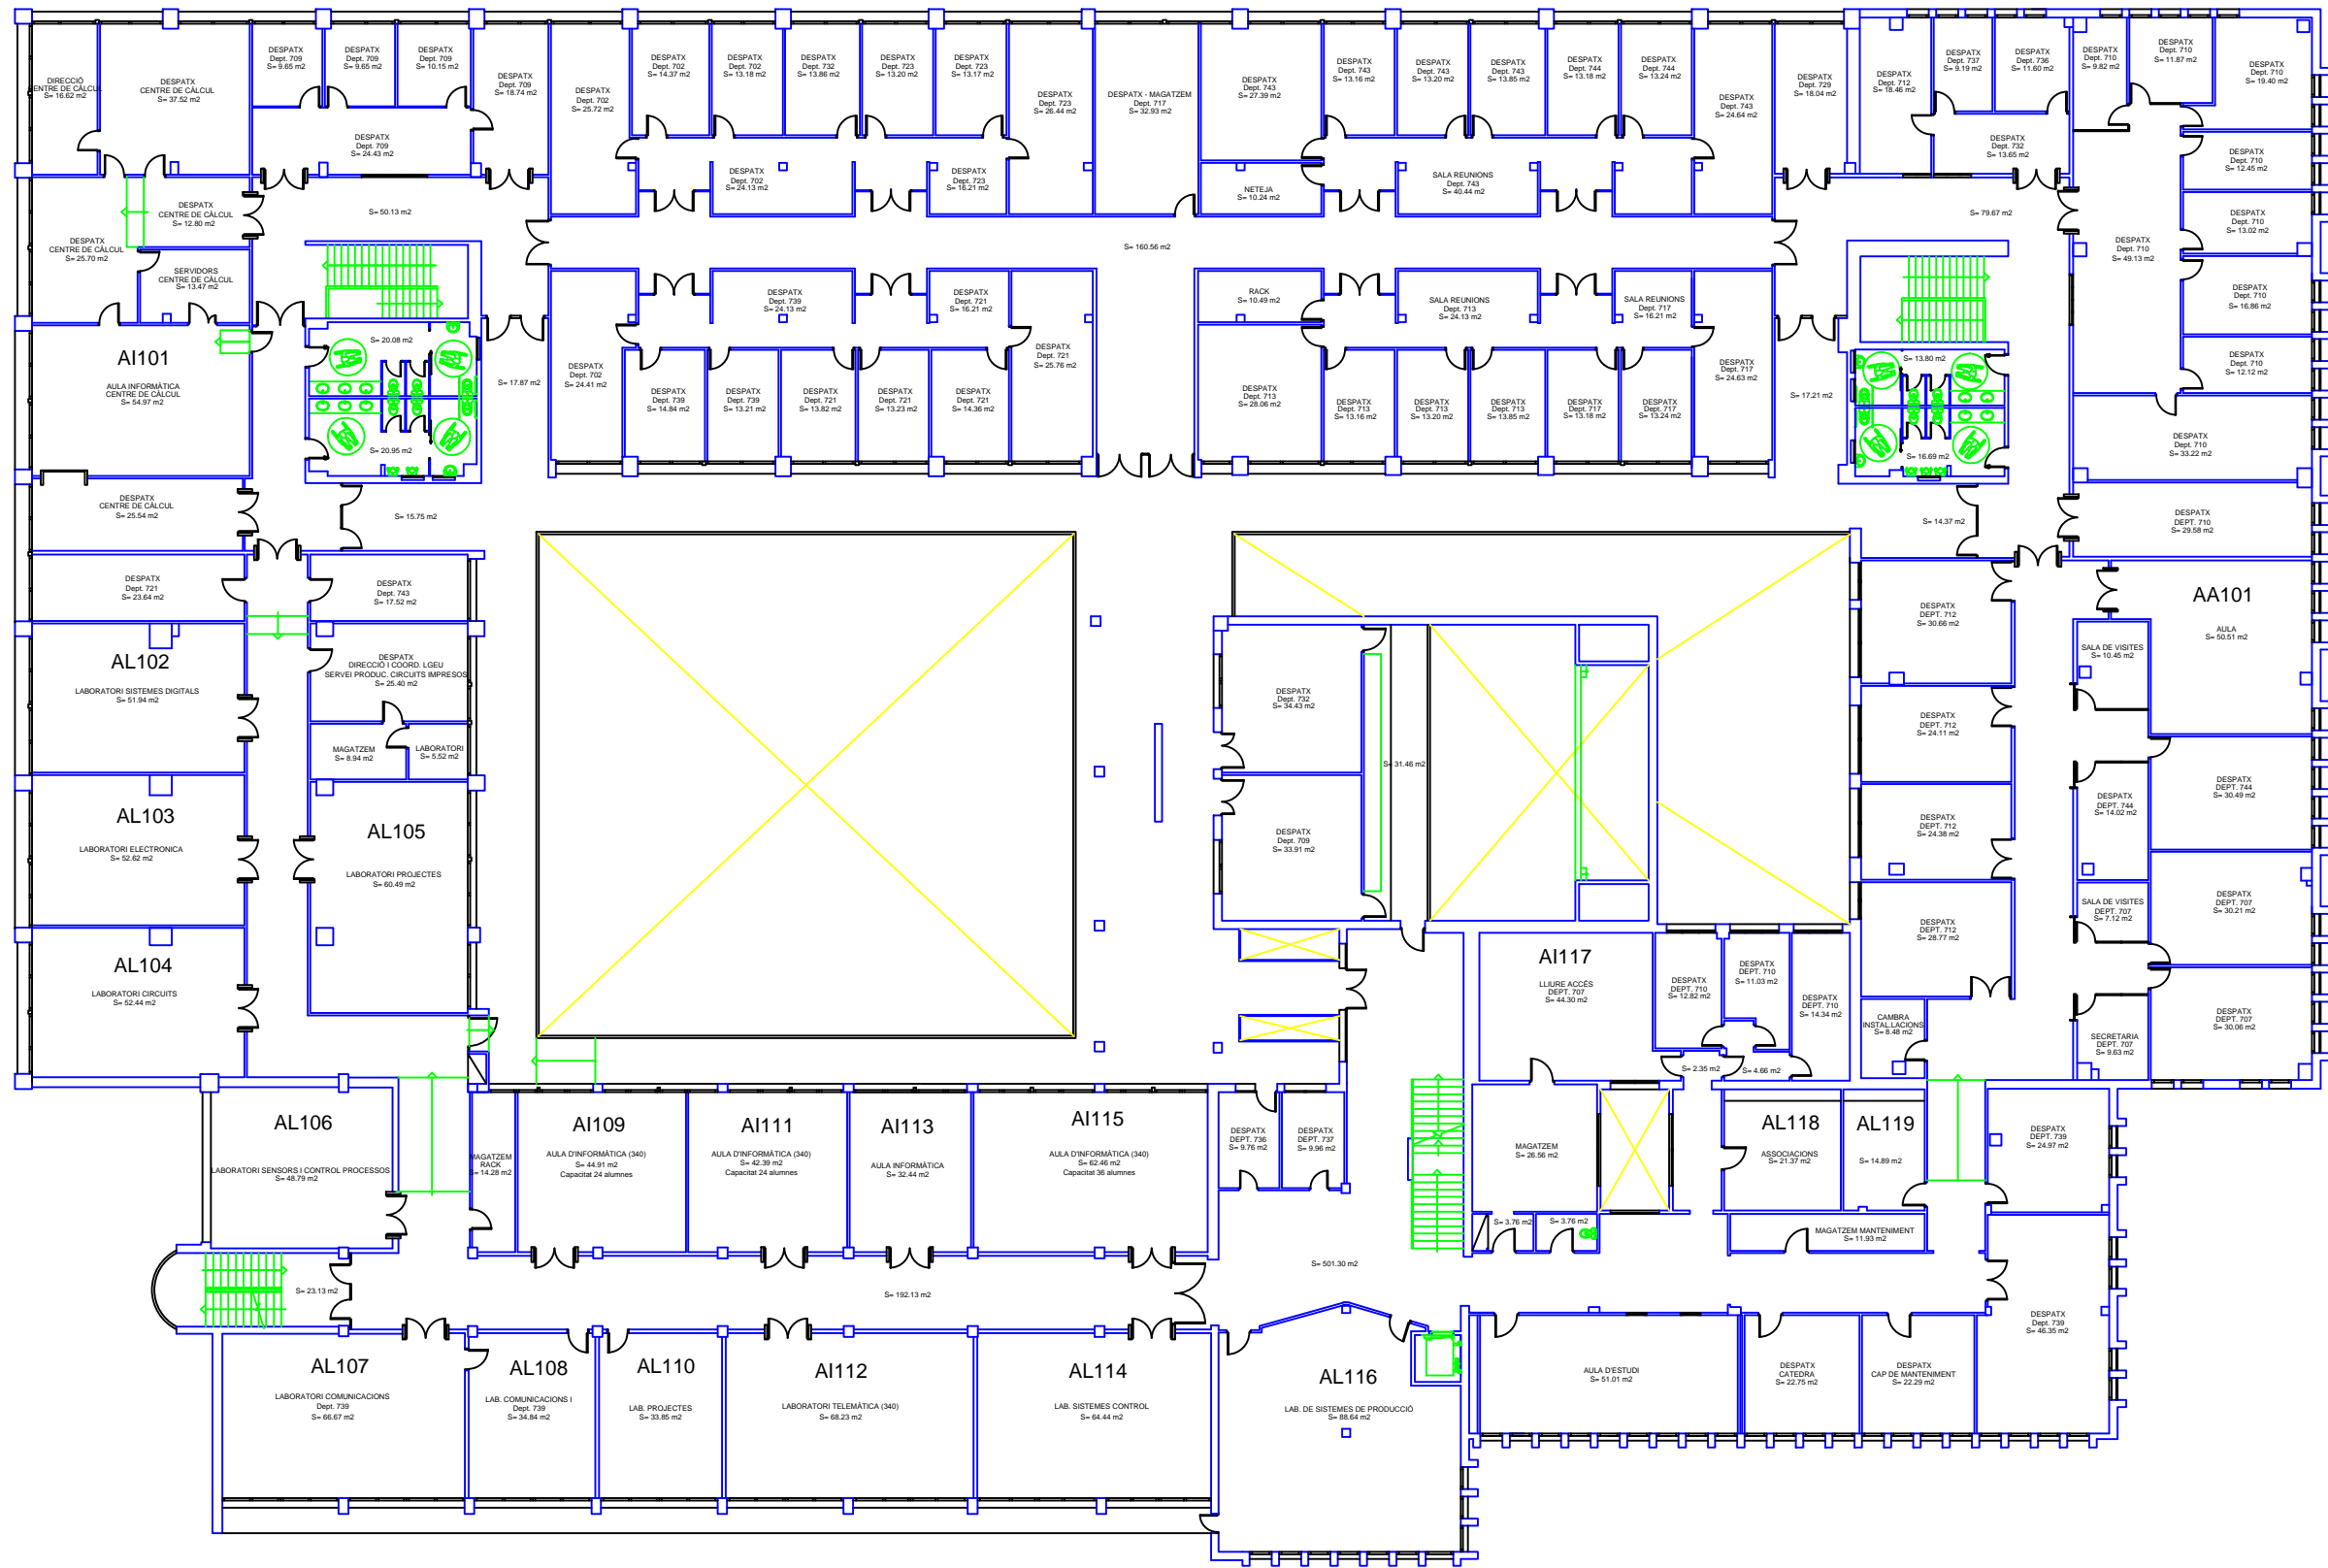 DIRECCIÓ
CENTRE DE CÀLCUL
S= 16.62 m2
DESPATX
CENTRE DE CÀLCUL
S= 37.52 m2
DESPATX
Dept. 709
S= 9.65 m2
DESPATX
Dept. 709
S= 9.65 m2
DESPATX
Dept. 709
S= 10.15 m2
DESPATX
Dept. 709
S= 18.74 m2
DESPATX
Dept. 709
S= 24.43 m2
DESPATX
Dept. 702
S= 25.72 m2
DESPATX
Dept. 702
S= 14.37 m2
DESPATX
Dept. 702
S= 13.18 m2
DESPATX
Dept. 732
S= 13.86 m2
DESPATX
Dept. 723
S= 13.20 m2
DESPATX
Dept. 723
S= 13.17 m2
DESPATX
Dept. 723
S= 26.44 m2
DESPATX - MAGATZEM
Dept. 717
S= 32.93 m2
DESPATX
Dept. 743
S= 27.39 m2
DESPATX
Dept. 743
S= 13.16 m2
DESPATX
Dept. 743
S= 13.20 m2
DESPATX
Dept. 743
S= 13.85 m2
DESPATX
Dept. 744
S= 13.18 m2
DESPATX
Dept. 744
S= 13.24 m2
DESPATX
Dept. 743
S= 24.64 m2
DESPATX
Dept. 729
S= 18.04 m2
DESPATX
Dept. 712
S= 18.46 m2
DESPATX
Dept. 737
S= 9.19 m2
DESPATX
Dept. 736
S= 11.60 m2
DESPATX
Dept. 710
S= 9.82 m2
DESPATX
Dept. 710
S= 11.87 m2
DESPATX
Dept. 710
S= 19.40 m2
DESPATX
Dept. 732
S= 13.65 m2
DESPATX
Dept. 710
S= 12.45 m2
DESPATX
Dept. 702
S= 24.13 m2
DESPATX
Dept. 723
S= 16.21 m2
NETEJA
S= 10.24 m2
SALA REUNIONS
Dept. 743
S= 40.44 m2
DESPATX
CENTRE DE CÀLCUL
S= 12.80 m2
S= 50.13 m2
S= 79.67 m2
DESPATX
Dept. 710
S= 13.02 m2
DESPATX
CENTRE DE CÀLCUL
S= 25.70 m2
S= 160.56 m2
DESPATX
Dept. 710
S= 49.13 m2
SERVIDORS
CENTRE DE CÀLCUL
S= 13.47 m2
DESPATX
Dept. 739
S= 24.13 m2
DESPATX
Dept. 721
S= 16.21 m2
RACK
S= 10.49 m2
SALA REUNIONS
Dept. 713
S= 24.13 m2
SALA REUNIONS
Dept. 717
S= 16.21 m2
DESPATX
Dept. 710
S= 16.86 m2
AI101
AULA INFORMÀTICA
CENTRE DE CÀLCUL
S= 54.97 m2
S= 20.08 m2
S= 17.87 m2
S= 20.95 m2
DESPATX
Dept. 702
S= 24.41 m2
DESPATX
Dept. 739
S= 14.84 m2
DESPATX
Dept. 739
S= 13.21 m2
DESPATX
Dept. 721
S= 13.82 m2
DESPATX
Dept. 721
S= 13.23 m2
DESPATX
Dept. 721
S= 14.36 m2
DESPATX
Dept. 721
S= 25.76 m2
DESPATX
Dept. 713
S= 28.06 m2
DESPATX
Dept. 713
S= 13.16 m2
DESPATX
Dept. 713
S= 13.20 m2
DESPATX
Dept. 713
S= 13.85 m2
DESPATX
Dept. 717
S= 13.18 m2
DESPATX
Dept. 717
S= 13.24 m2
DESPATX
Dept. 717
S= 24.63 m2
S= 17.21 m2
S= 13.80 m2
S= 16.69 m2
DESPATX
Dept. 710
S= 12.12 m2
DESPATX
Dept. 710
S= 33.22 m2
DESPATX
CENTRE DE CÀLCUL
S= 25.54 m2
S= 15.75 m2
S= 14.37 m2
DESPATX
DEPT. 710
S= 29.58 m2
DESPATX
Dept. 721
S= 23.64 m2
DESPATX
Dept. 743
S= 17.52 m2
DESPATX
DEPT. 712
S= 30.66 m2
AA101
AULA
S= 50.51 m2
SALA DE VISITES
S= 10.45 m2
AL102
LABORATORI SISTEMES DIGITALS
S= 51.94 m2
DESPATX
DIRECCIÓ I COORD. LGEU
SERVEI PRODUC. CIRCUITS IMPRESOS
S= 25.40 m2
DESPATX
Dept. 732
S= 34.43 m2
DESPATX
DEPT. 712
S= 24.11 m2
MAGATZEM
S= 8.94 m2
LABORATORI
S= 5.52 m2
S= 31.46 m2
DESPATX
DEPT. 744
S= 30.49 m2
DESPATX
DEPT. 744
S= 14.02 m2
AL103
LABORATORI ELECTRONICA
S= 52.62 m2
AL105
LABORATORI PROJECTES
S= 60.49 m2
DESPATX
Dept. 709
S= 33.91 m2
DESPATX
DEPT. 712
S= 24.38 m2
SALA DE VISITES
DEPT. 707
S= 7.12 m2
DESPATX
DEPT. 707
S= 30.21 m2
DESPATX
DEPT. 712
S= 28.77 m2
AL104
LABORATORI CIRCUITS
S= 52.44 m2
AI117
LLIURE ACCÉS
DEPT. 707
S= 44.30 m2
DESPATX
DEPT. 710
S= 12.82 m2
DESPATX
DEPT. 710
S= 11.03 m2
DESPATX
DEPT. 710
S= 14.34 m2
CAMBRA
INSTAL.LACIONS
S= 8.48 m2
SECRETARIA
DEPT. 707
S= 9.63 m2
DESPATX
DEPT. 707
S= 30.06 m2
S= 2.35 m2
S= 4.66 m2
AL106
LABORATORI SENSORS I CONTROL PROCESSOS
S= 48.79 m2
MAGATZEM
RACK
S= 14.28 m2
AI109
AULA D'INFORMÀTICA (340)
S= 44.91 m2
Capacitat 24 alumnes
AI111
AULA D'INFORMÀTICA (340)
S= 42.39 m2
Capacitat 24 alumnes
AI113
AULA INFORMÀTICA
S= 32.44 m2
AI115
AULA D'INFORMÀTICA (340)
S= 62.46 m2
Capacitat 36 alumnes
DESPATX
DEPT. 736
S= 9.76 m2
DESPATX
DEPT. 737
S= 9.96 m2
MAGATZEM
S= 26.56 m2
AL118
ASSOCIACIONS
S= 21.37 m2
AL119
S= 14.89 m2
DESPATX
DEPT. 739
S= 24.97 m2
S= 3.76 m2
S= 3.76 m2
MAGATZEM MANTENIMENT
S= 11.93 m2
S= 23.13 m2
S= 192.13 m2
S= 501.30 m2
DESPATX
Dept. 739
S= 46.35 m2
AL107
LABORATORI COMUNICACIONS
Dept. 739
S= 66.67 m2
AL108
LAB. COMUNICACIONS I
Dept. 739
S= 34.84 m2
AL110
LAB. PROJECTES
S= 33.85 m2
AI112
LABORATORI TELEMÀTICA (340)
S= 68.23 m2
AL114
LAB. SISTEMES CONTROL
S= 64.44 m2
AL116
LAB. DE SISTEMES DE PRODUCCIÓ
S= 88.64 m2
AULA D'ESTUDI
S= 51.01 m2
DESPATX
CATEDRA
S= 22.75 m2
DESPATX
CAP DE MANTENIMENT
S= 22.29 m2